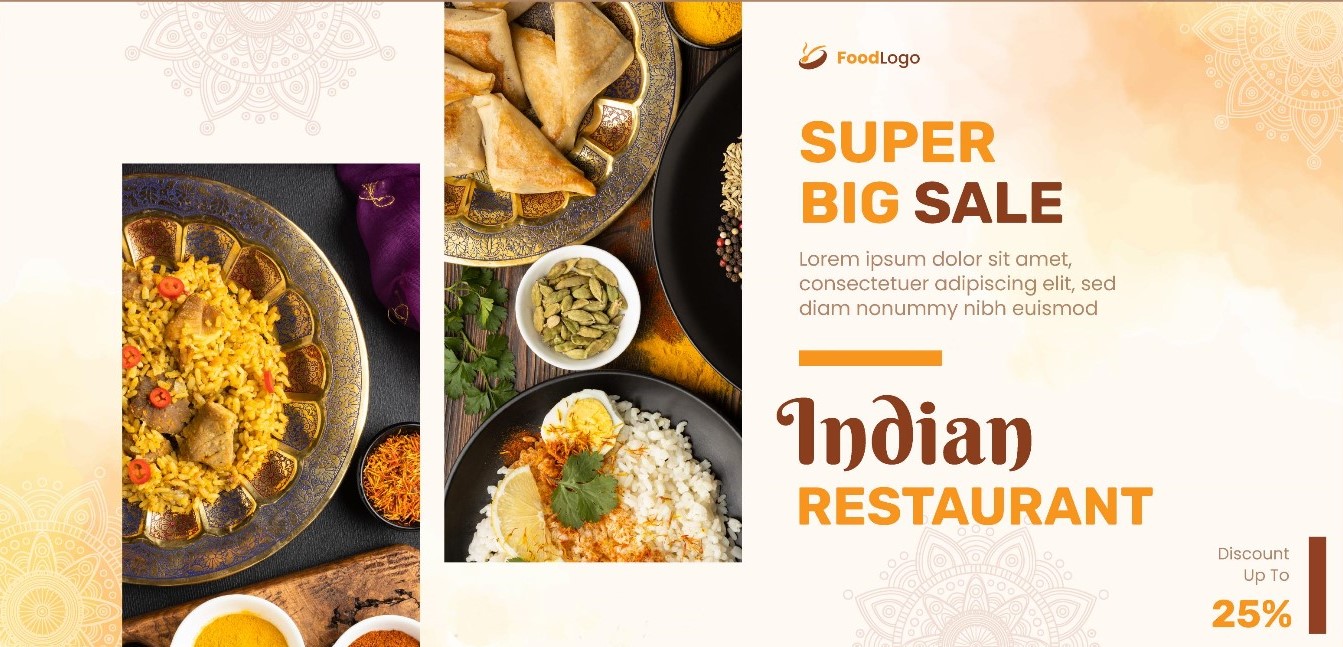 FoodLogo
SUPER
BIG SALE
Lorem ipsum dolor sit amet,
consectetuer adipiscing elit, sed
diam nonummy nibh euismod
Indian
RESTAURANT
Discount
Up To
25%